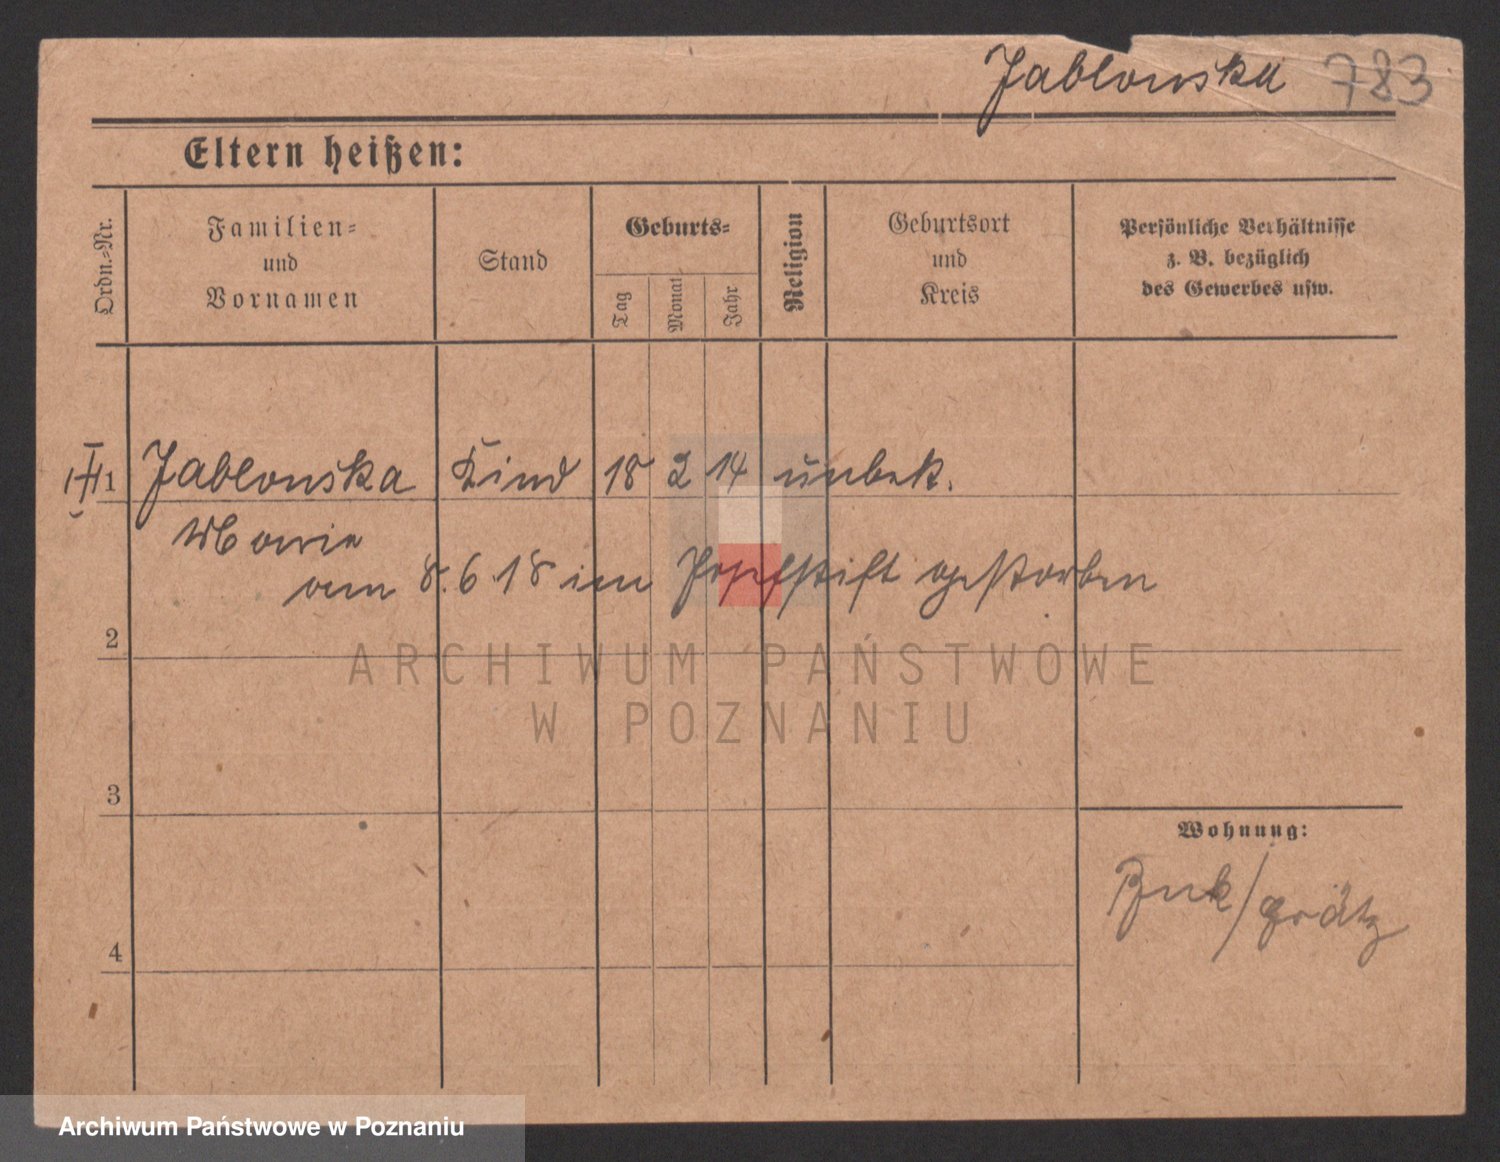 Jablonska 783
Eltern heißen:
Ordn.-Nr.
Familien-
und
Vornamen
Stand
Geburts-
Tag
Monat
Jahr
Religion
Geburtsort
und
Kreis
Persönliche Verhältnisse
z. B. bezüglich
des Gewerbes usw.
1 Jablonska Kind 18 2 14 unbek.
Marie
am 8.6.18 im gestorben
2
ARCHIWUM PAŃSTWOWE
W POZNANIU
3
Wohnung:
Buk/Grätz
4
Archiwum Państwowe w Poznaniu